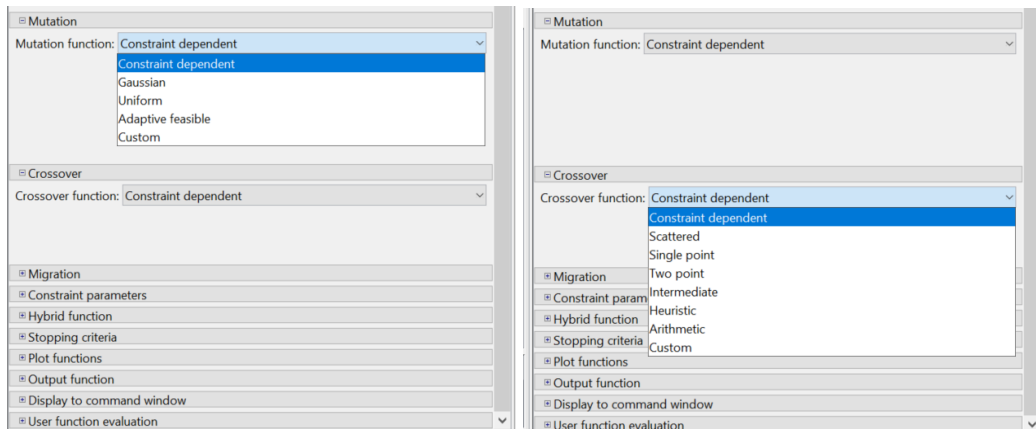 Mutation
Mutation function: Constraint dependent
Constraint dependent
Gaussian
Uniform
Adaptive feasible
Custom
Crossover
Crossover function: Constraint dependent
Migration
Constraint parameters
Hybrid function
Stopping criteria
Plot functions
Output function
Display to command window
User function evaluation
Mutation
Mutation function: Constraint dependent
Crossover
Crossover function: Constraint dependent
Constraint dependent
Scattered
Single point
Two point
Migration
Intermediate
Constraint param
Heuristic
Hybrid function
Arithmetic
Stopping criteria
Custom
Plot functions
Output function
Display to command window
User function evaluation